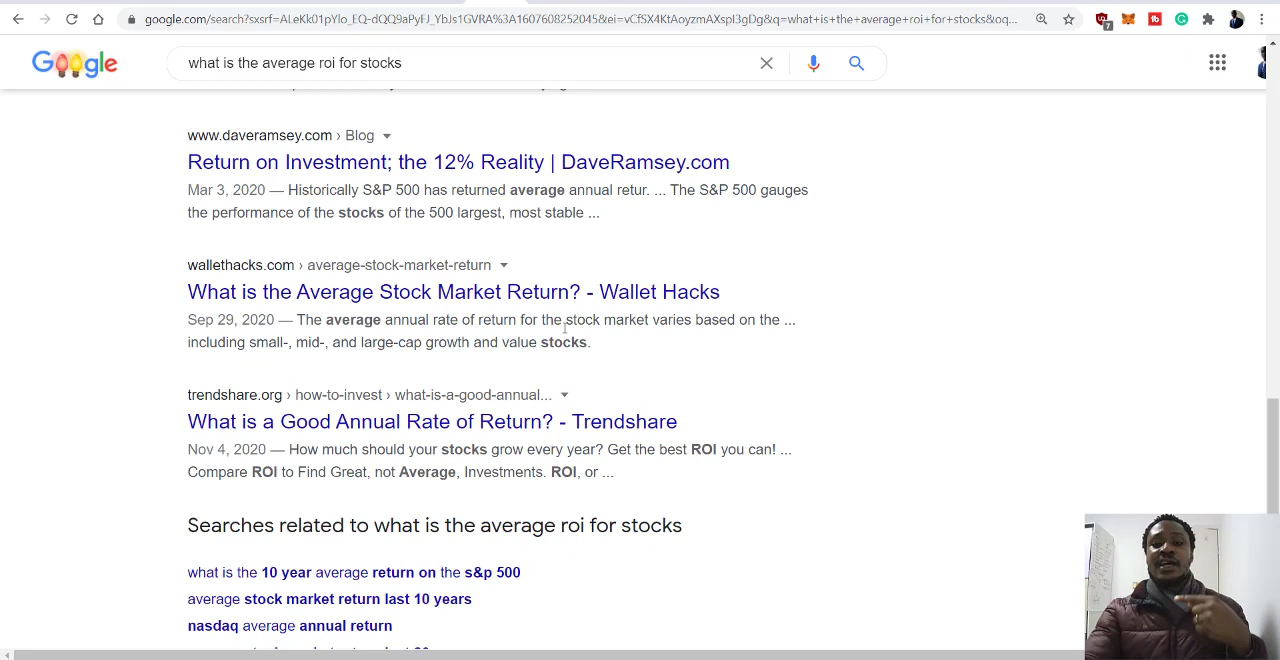 google.com/search?sxsrf=ALeKk01pYlo_EQ-dQQ9aPyFJ_YbJs1GVRA%3A1607608252045&ei=vCfSX4KtAoyzmAXspI3gDg&q=what+is+the+average+roi+for+stocks&oq...
7
Google
what is the average roi for stocks
www.daveramsey.com › Blog
Return on Investment; the 12% Reality | DaveRamsey.com
Mar 3, 2020 — Historically S&P 500 has returned average annual retur. ... The S&P 500 gauges
the performance of the stocks of the 500 largest, most stable ...
wallethacks.com › average-stock-market-return
What is the Average Stock Market Return? - Wallet Hacks
Sep 29, 2020 — The average annual rate of return for the stock market varies based on the ...
including small-, mid-, and large-cap growth and value stocks.
trendshare.org › how-to-invest › what-is-a-good-annual...
What is a Good Annual Rate of Return? - Trendshare
Nov 4, 2020 — How much should your stocks grow every year? Get the best ROI you can! ...
Compare ROI to Find Great, not Average, Investments. ROI, or ...
Searches related to what is the average roi for stocks
what is the 10 year average return on the s&p 500
average stock market return last 10 years
nasdaq average annual return